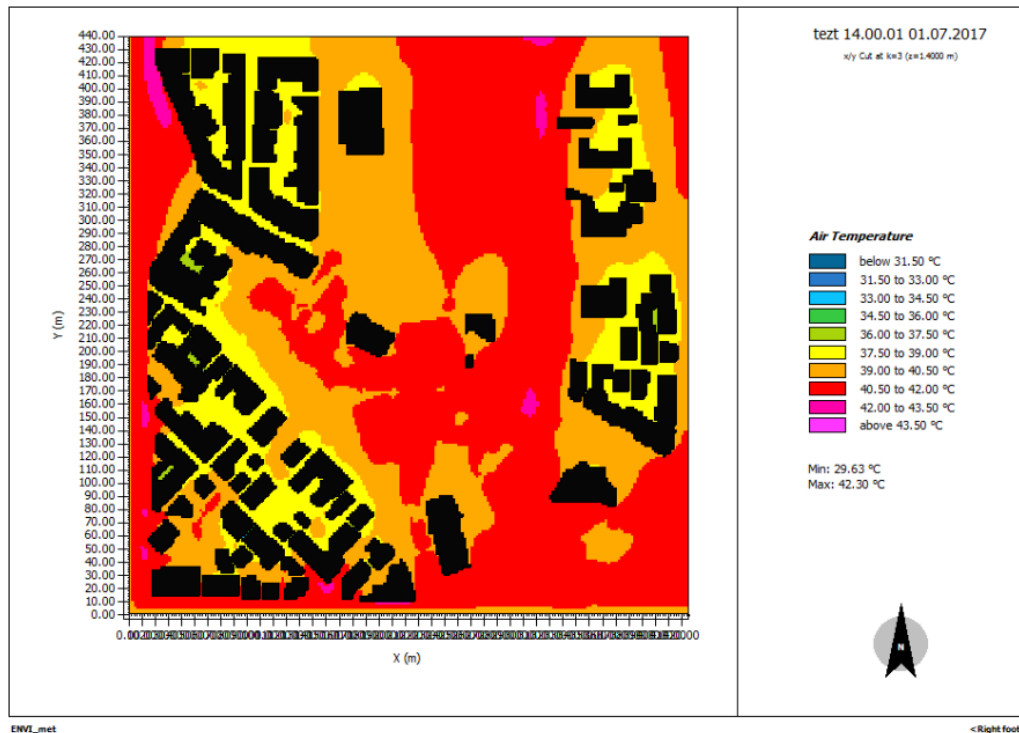 tezt 14.00.01 01.07.2017
x/y Cut at k=3 (z=1.4000 m)
440.00
430.00
420.00
410.00
400.00
390.00
380.00
370.00
360.00
350.00
340.00
330.00
320.00
310.00
300.00
290.00
280.00
270.00
260.00
250.00
240.00
230.00
220.00
210.00
200.00
190.00
180.00
170.00
160.00
150.00
140.00
130.00
120.00
110.00
100.00
90.00
80.00
70.00
60.00
50.00
40.00
30.00
20.00
10.00
0.00
Y (m)
X (m)
Air Temperature
below 31.50 °C
31.50 to 33.00 °C
33.00 to 34.50 °C
34.50 to 36.00 °C
36.00 to 37.50 °C
37.50 to 39.00 °C
39.00 to 40.50 °C
40.50 to 42.00 °C
42.00 to 43.50 °C
above 43.50 °C
Min: 29.63 °C
Max: 42.30 °C
N
ENVI_met
<Right foot